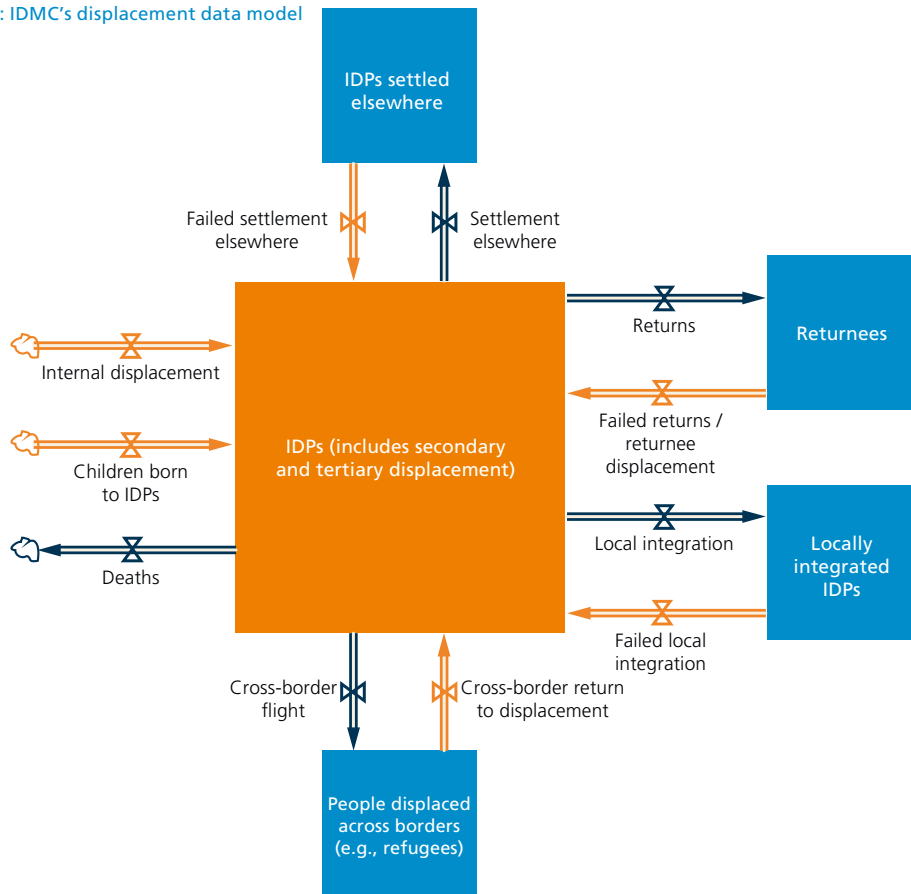 : IDMC's displacement data model
IDPs settled
elsewhere
Failed settlement
elsewhere
Settlement
elsewhere
Returns
Returnees
Internal displacement
Failed returns /
returnee
displacement
IDPs (includes secondary
and tertiary displacement)
Children born
to IDPs
Local integration
Locally
integrated
IDPs
Deaths
Failed local
integration
Cross-border
flight
Cross-border return
to displacement
People displaced
across borders
(e.g., refugees)